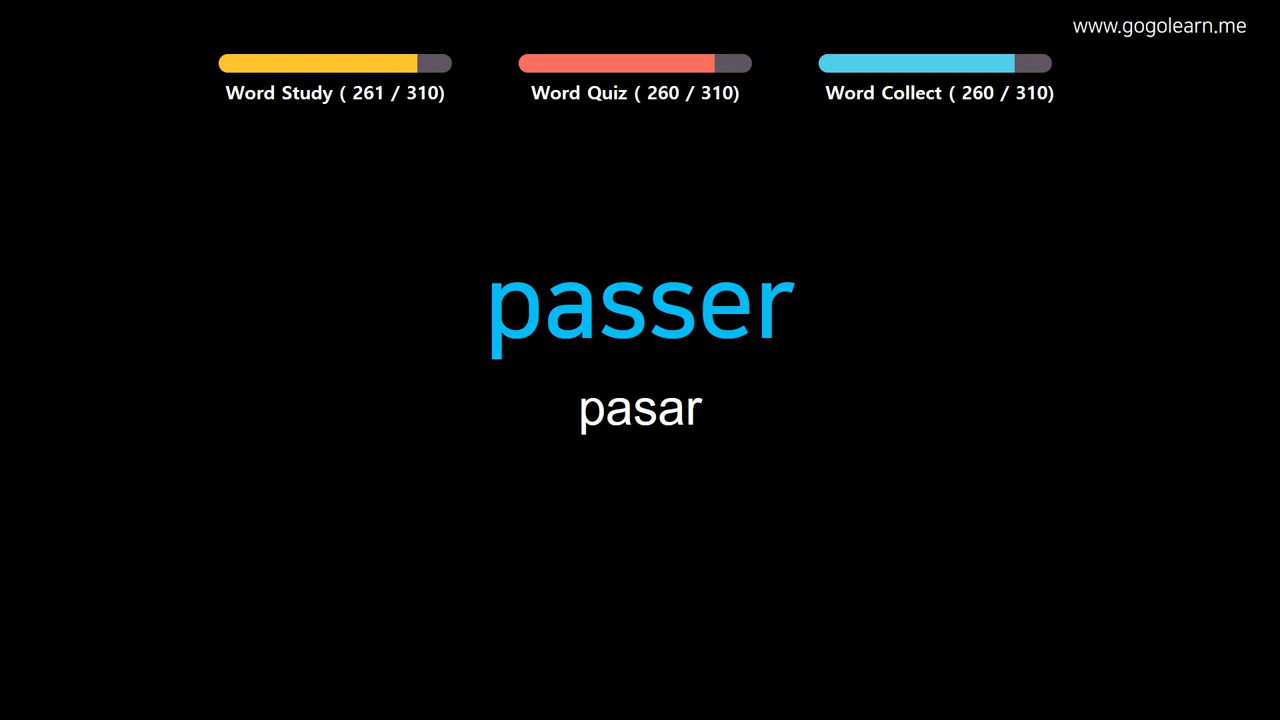 www.gogolearn.me
Word Study ( 261 / 310)
Word Quiz ( 260 / 310)
Word Collect ( 260 / 310)
passer
pasar